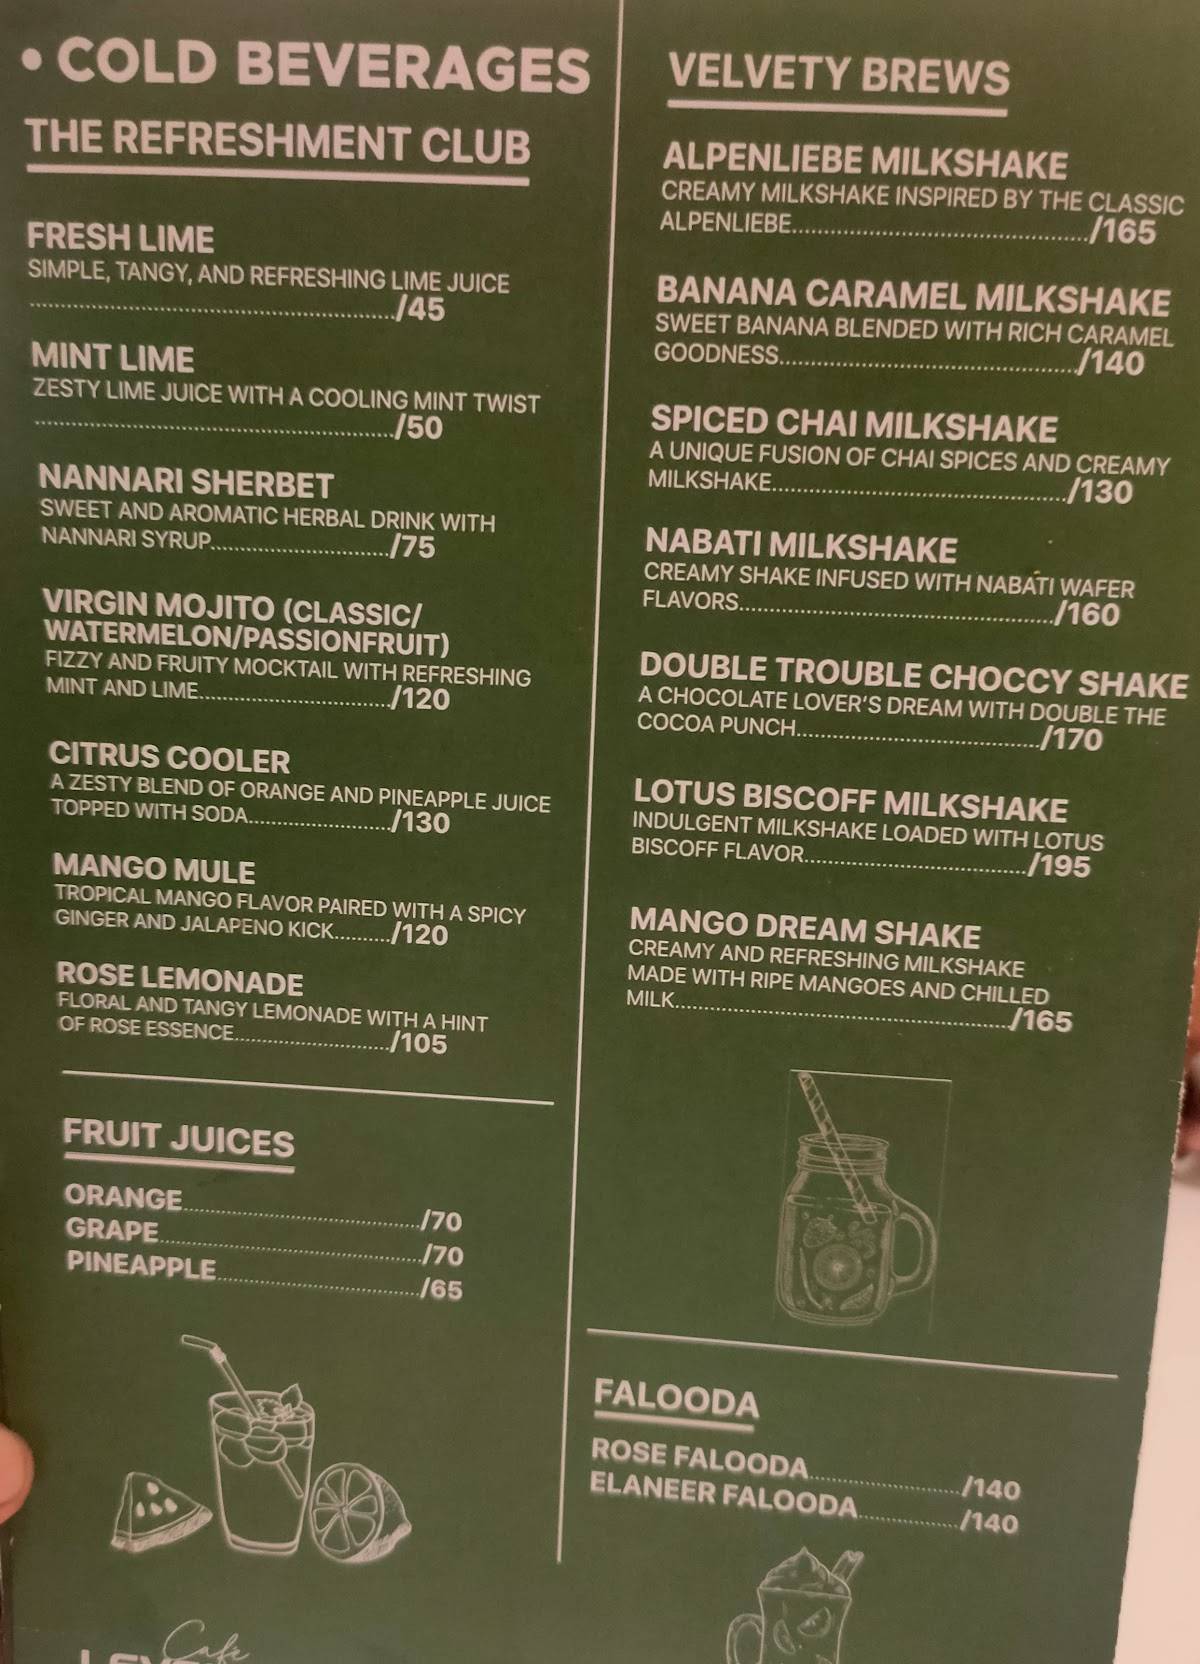 • COLD BEVERAGES
THE REFRESHMENT CLUB
FRESH LIME
SIMPLE, TANGY, AND REFRESHING LIME JUICE
............................................../45
MINT LIME
ZESTY LIME JUICE WITH A COOLING MINT TWIST
............................................../50
NANNARI SHERBET
SWEET AND AROMATIC HERBAL DRINK WITH
NANNARI SYRUP............................/75
VIRGIN MOJITO (CLASSIC/
WATERMELON/PASSIONFRUIT)
FIZZY AND FRUITY MOCKTAIL WITH REFRESHING
MINT AND LIME............................/120
CITRUS COOLER
A ZESTY BLEND OF ORANGE AND PINEAPPLE JUICE
TOPPED WITH SODA....................../130
MANGO MULE
TROPICAL MANGO FLAVOR PAIRED WITH A SPICY
GINGER AND JALAPENO KICK........../120
ROSE LEMONADE
FLORAL AND TANGY LEMONADE WITH A HINT
OF ROSE ESSENCE........................../105
FRUIT JUICES
ORANGE................................./70
GRAPE..................................../70
PINEAPPLE............................./65
Cafe
VELVETY BREWS
ALPENLIEBE MILKSHAKE
CREAMY MILKSHAKE INSPIRED BY THE CLASSIC
ALPENLIEBE........................................./165
BANANA CARAMEL MILKSHAKE
SWEET BANANA BLENDED WITH RICH CARAMEL
GOODNESS........................................./140
SPICED CHAI MILKSHAKE
A UNIQUE FUSION OF CHAI SPICES AND CREAMY
MILKSHAKE........................................./130
NABATI MILKSHAKE
CREAMY SHAKE INFUSED WITH NABATI WAFER
FLAVORS............................................/160
DOUBLE TROUBLE CHOCCY SHAKE
A CHOCOLATE LOVER'S DREAM WITH DOUBLE THE
COCOA PUNCH................................../170
LOTUS BISCOFF MILKSHAKE
INDULGENT MILKSHAKE LOADED WITH LOTUS
BISCOFF FLAVOR................................/195
MANGO DREAM SHAKE
CREAMY AND REFRESHING MILKSHAKE
MADE WITH RIPE MANGOES AND CHILLED
MILK................................................/165
FALOODA
ROSE FALOODA....................../140
ELANEER FALOODA.............../140